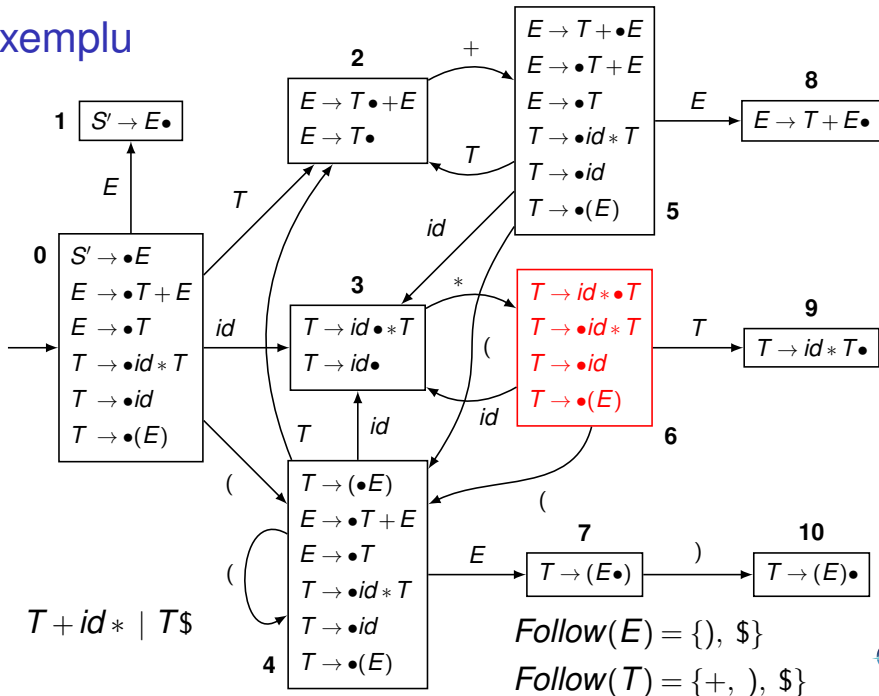 xemplu
1
S′ → E•
E
0
S′ → •E
E → •T + E
E → •T
T → •id * T
T → •id
T → •(E)
T
id
(
2
E → T• + E
E → T•
+
T
3
T → id• * T
T → id•
*
id
id
id
(
T
E → T + •E
E → •T + E
E → •T
T → •id * T
T → •id
T → •(E)
5
E
8
E → T + E•
T → id * •T
T → •id * T
T → •id
T → •(E)
6
T
9
T → id * T•
(
T → (•E)
E → •T + E
E → •T
T → •id * T
T → •id
T → •(E)
4
(
E
7
T → (E•)
)
10
T → (E)•
T + id * | T$
Follow(E) = {), $}
Follow(T) = {+, ), $}